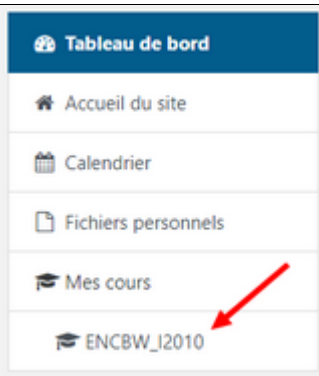 Tableau de bord
Accueil du site
Calendrier
Fichiers personnels
Mes cours
ENCBW_I2010